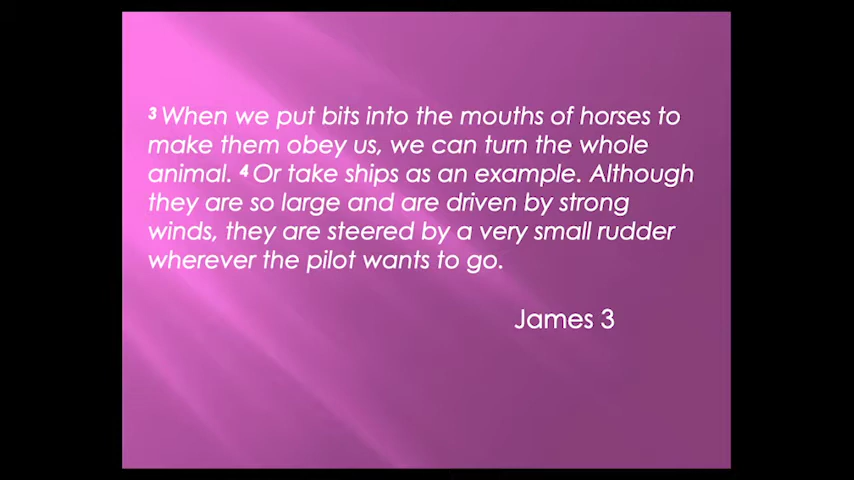 ³ When we put bits into the mouths of horses to
make them obey us, we can turn the whole
animal. ⁴ Or take ships as an example. Although
they are so large and are driven by strong
winds, they are steered by a very small rudder
wherever the pilot wants to go.
James 3